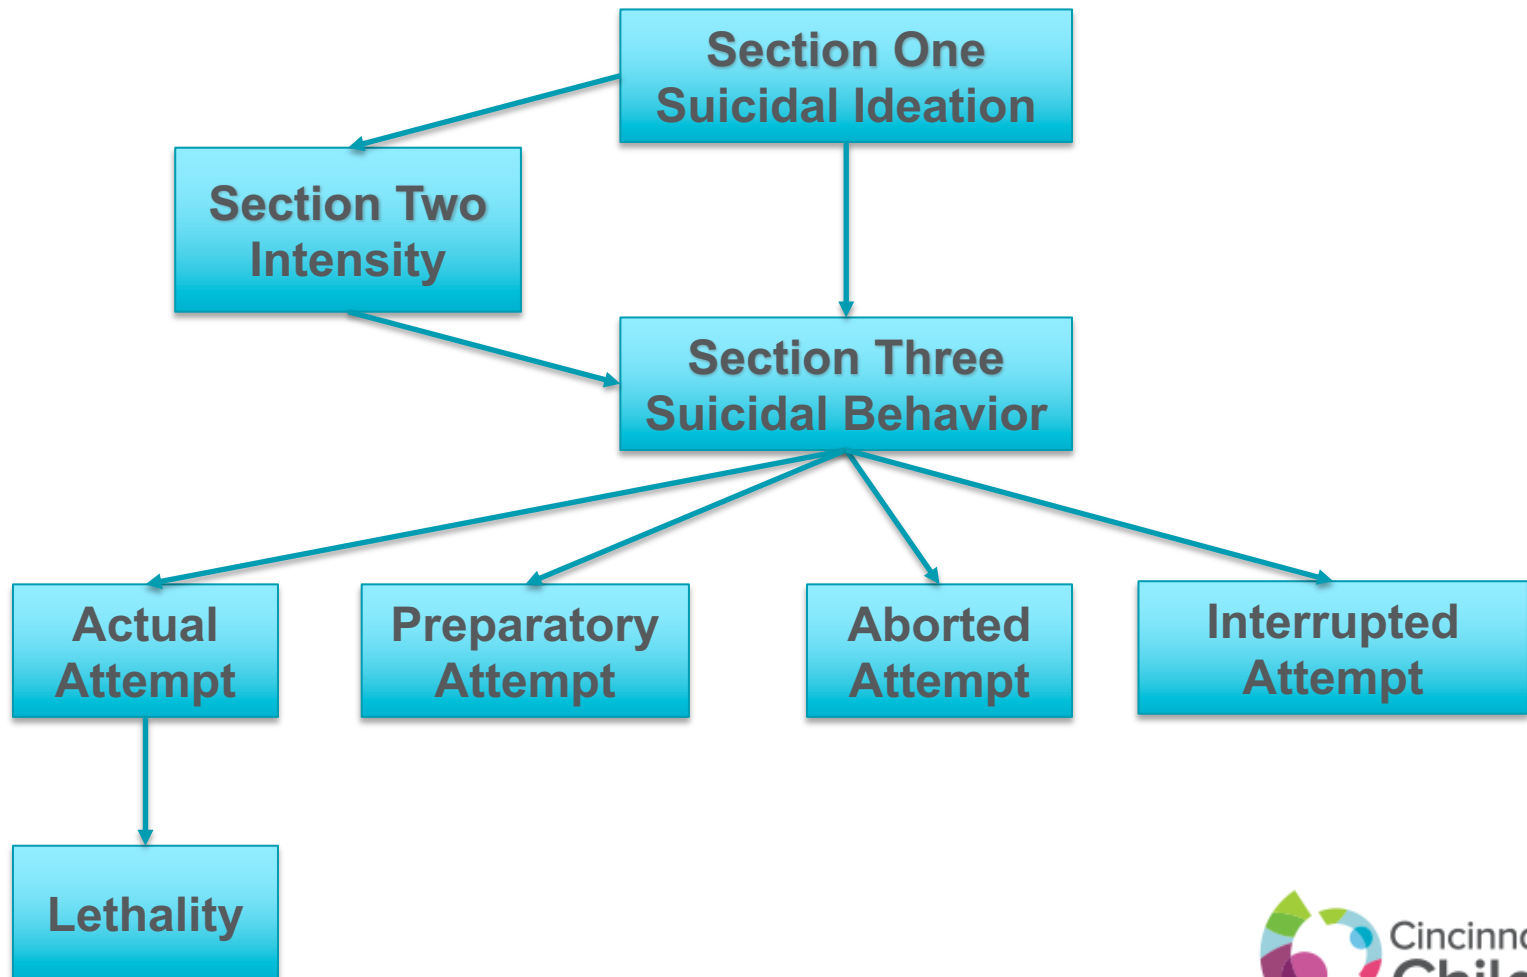 Section One
Suicidal Ideation
Section Two
Intensity
Section Three
Suicidal Behavior
Actual
Attempt
Preparatory
Attempt
Aborted
Attempt
Interrupted
Attempt
Lethality